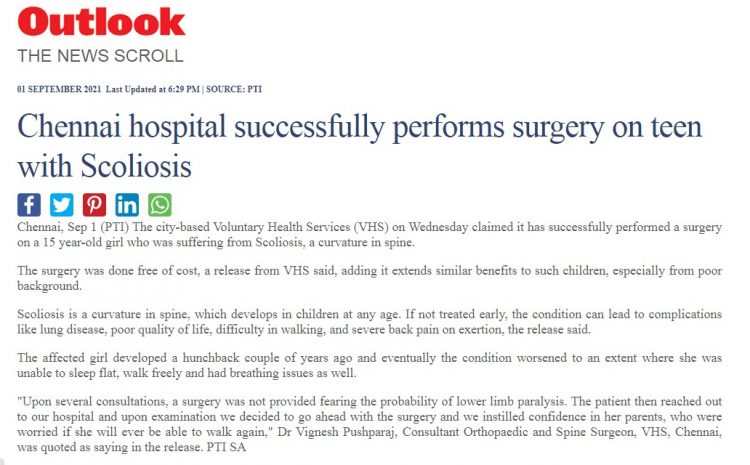 Outlook
THE NEWS SCROLL
01 SEPTEMBER 2021 Last Updated at 6:29 PM | SOURCE: PTI
Chennai hospital successfully performs surgery on teen
with Scoliosis
Chennai, Sep 1 (PTI) The city-based Voluntary Health Services (VHS) on Wednesday claimed it has successfully performed a surgery
on a 15 year-old girl who was suffering from Scoliosis, a curvature in spine.
The surgery was done free of cost, a release from VHS said, adding it extends similar benefits to such children, especially from poor
background.
Scoliosis is a curvature in spine, which develops in children at any age. If not treated early, the condition can lead to complications
like lung disease, poor quality of life, difficulty in walking, and severe back pain on exertion, the release said.
The affected girl developed a hunchback couple of years ago and eventually the condition worsened to an extent where she was
unable to sleep flat, walk freely and had breathing issues as well.
"Upon several consultations, a surgery was not provided fearing the probability of lower limb paralysis. The patient then reached out
to our hospital and upon examination we decided to go ahead with the surgery and we instilled confidence in her parents, who were
worried if she will ever be able to walk again," Dr Vignesh Pushparaj, Consultant Orthopaedic and Spine Surgeon, VHS, Chennai,
was quoted as saying in the release. PTI SA